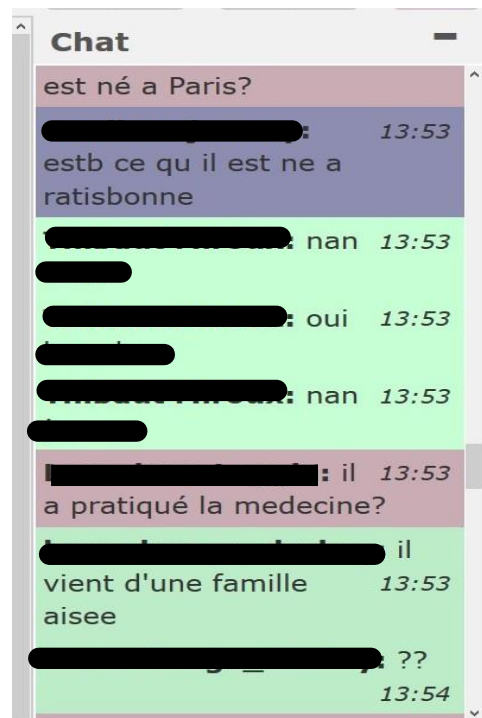 Chat
est né a Paris?
: 13:53
estb ce qu il est ne a
ratisbonne
: nan 13:53
: oui 13:53
: nan 13:53
: il 13:53
a pratiqué la medecine?
: il
vient d'une famille 13:53
aisee
: ??
13:54